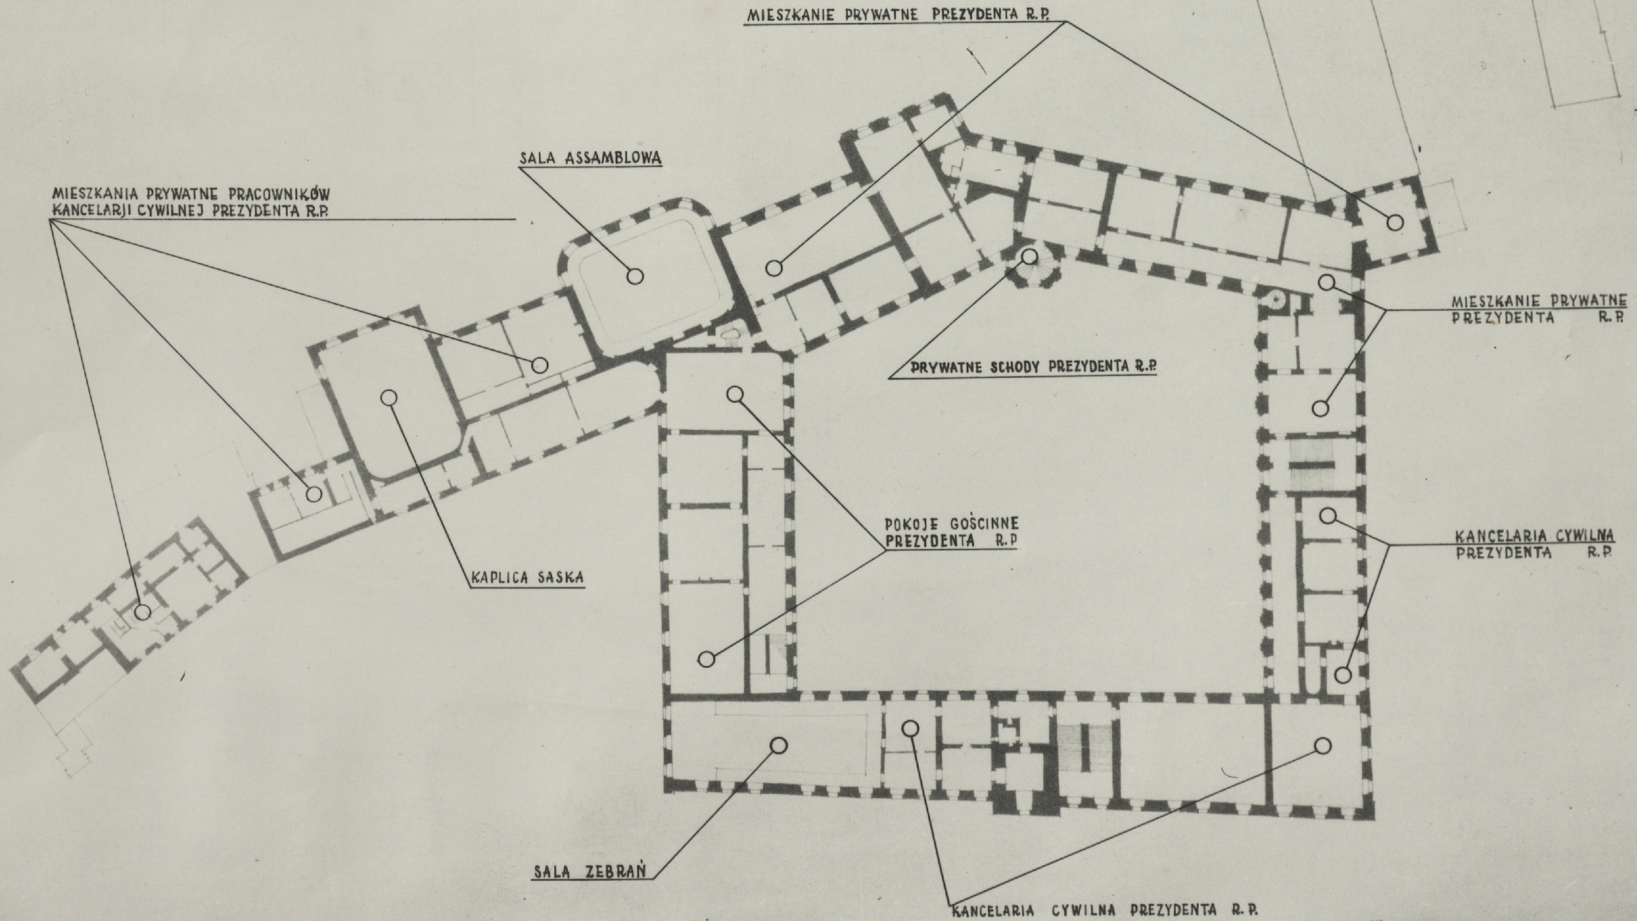 MIESZKANIE PRYWATNE PREZYDENTA R.P.
SALA ASSAMBLOWA
MIESZKANIA PRYWATNE PRACOWNIKÓW
KANCELARJI CYWILNEJ PREZYDENTA R.P.
MIESZKANIE PRYWATNE
PREZYDENTA R.P.
PRYWATNE SCHODY PREZYDENTA R.P.
POKOJE GOŚCINNE
PREZYDENTA R.P
KANCELARIA CYWILNA
PREZYDENTA R.P.
KAPLICA SASKA
SALA ZEBRAŃ
KANCELARIA CYWILNA PREZYDENTA R.P.